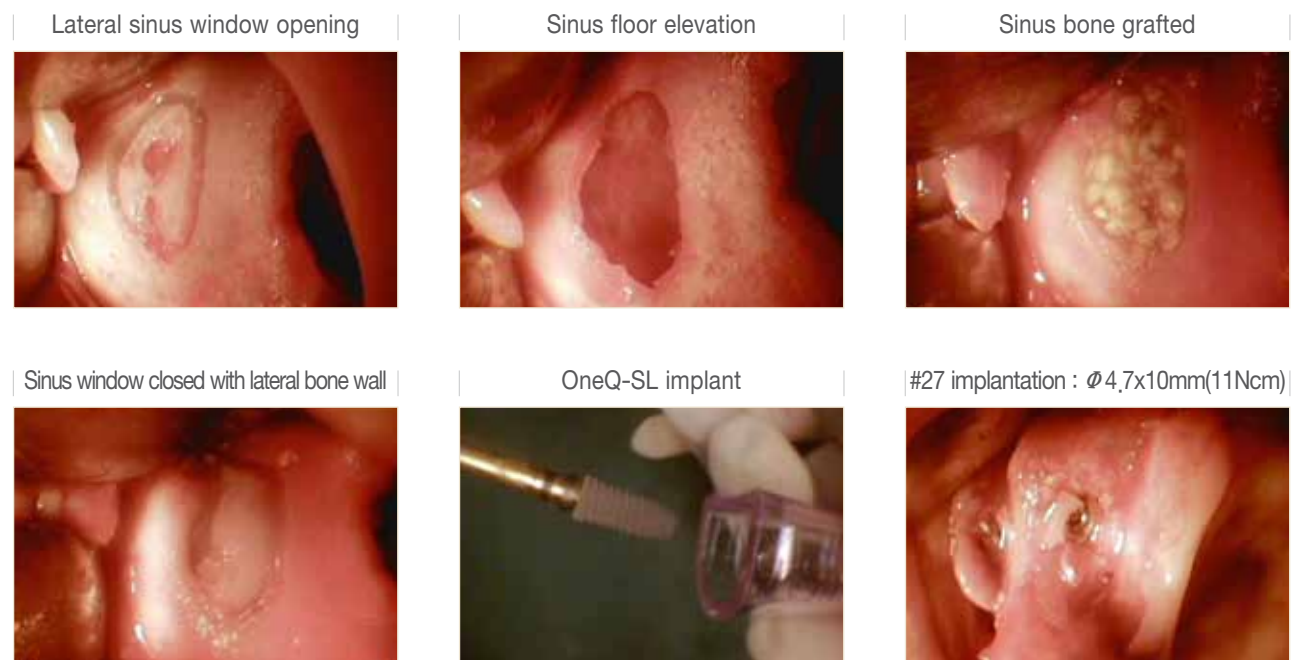 Lateral sinus window opening
Sinus floor elevation
Sinus bone grafted
Sinus window closed with lateral bone wall
OneQ-SL implant
#27 implantation : Φ4.7x10mm(11Ncm)